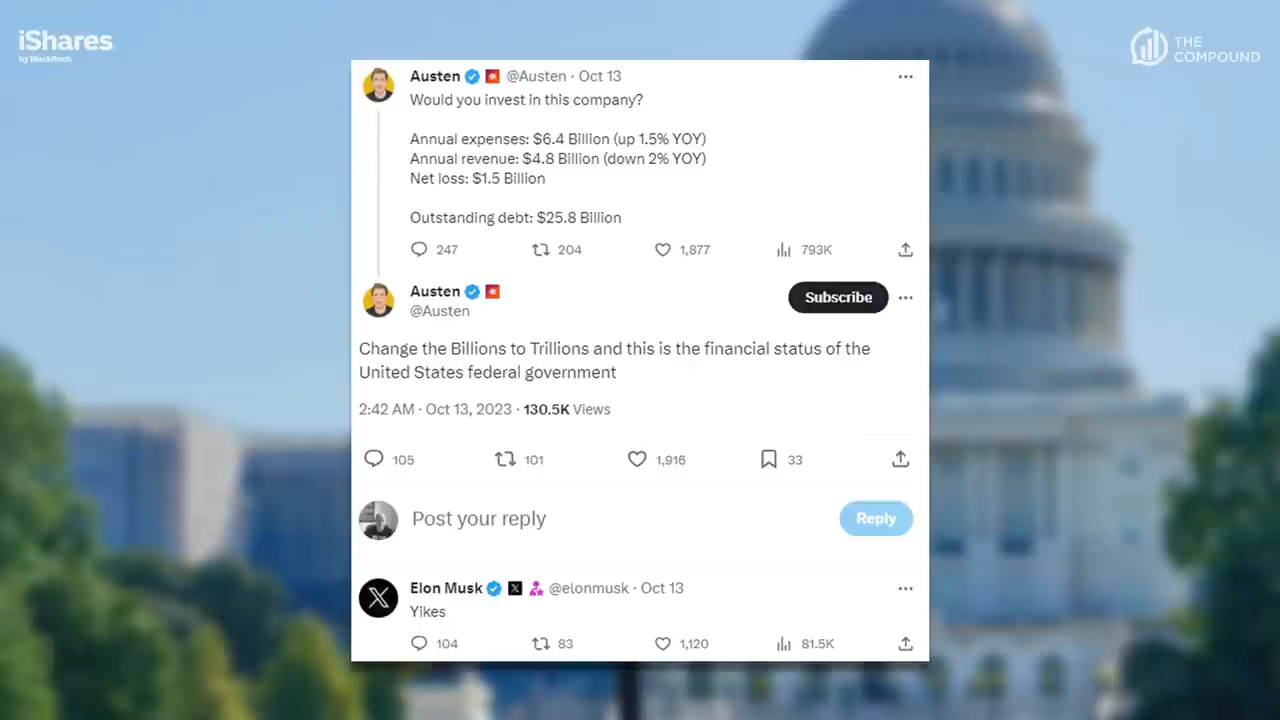 iShares
by BlackRock
THE
COMPOUND
Austen @Austen · Oct 13
Would you invest in this company?
Annual expenses: $6.4 Billion (up 1.5% YOY)
Annual revenue: $4.8 Billion (down 2% YOY)
Net loss: $1.5 Billion
Outstanding debt: $25.8 Billion
247 204 1,877 793K
Austen
@Austen
Subscribe
Change the Billions to Trillions and this is the financial status of the
United States federal government
2:42 AM · Oct 13, 2023 · 130.5K Views
105 101 1,916 33
Post your reply
Reply
Elon Musk @elonmusk · Oct 13
Yikes
104 83 1,120 81.5K